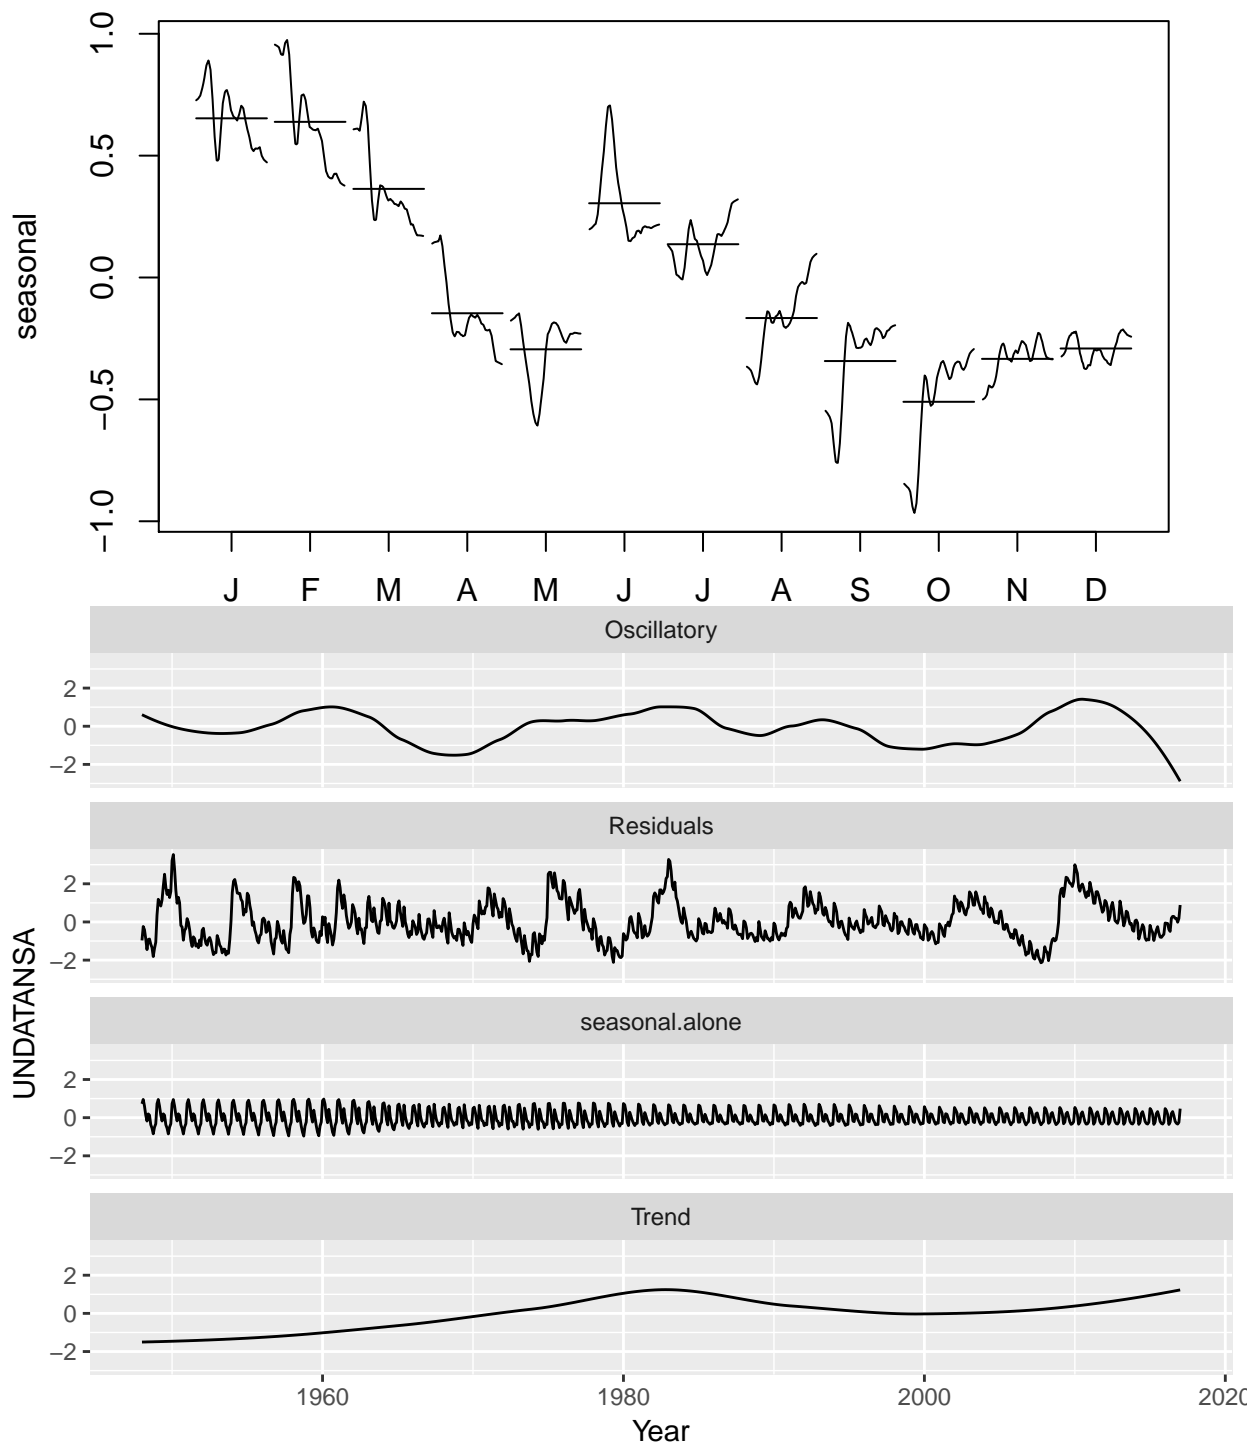 1.0
0.5
0.0
−0.5
−1.0
seasonal
J F M A M J J A S O N D
Oscillatory
2
0
−2
Residuals
2
0
−2
seasonal.alone
2
0
−2
Trend
2
0
−2
UNDATANSA
1960 1980 2000 2020
Year